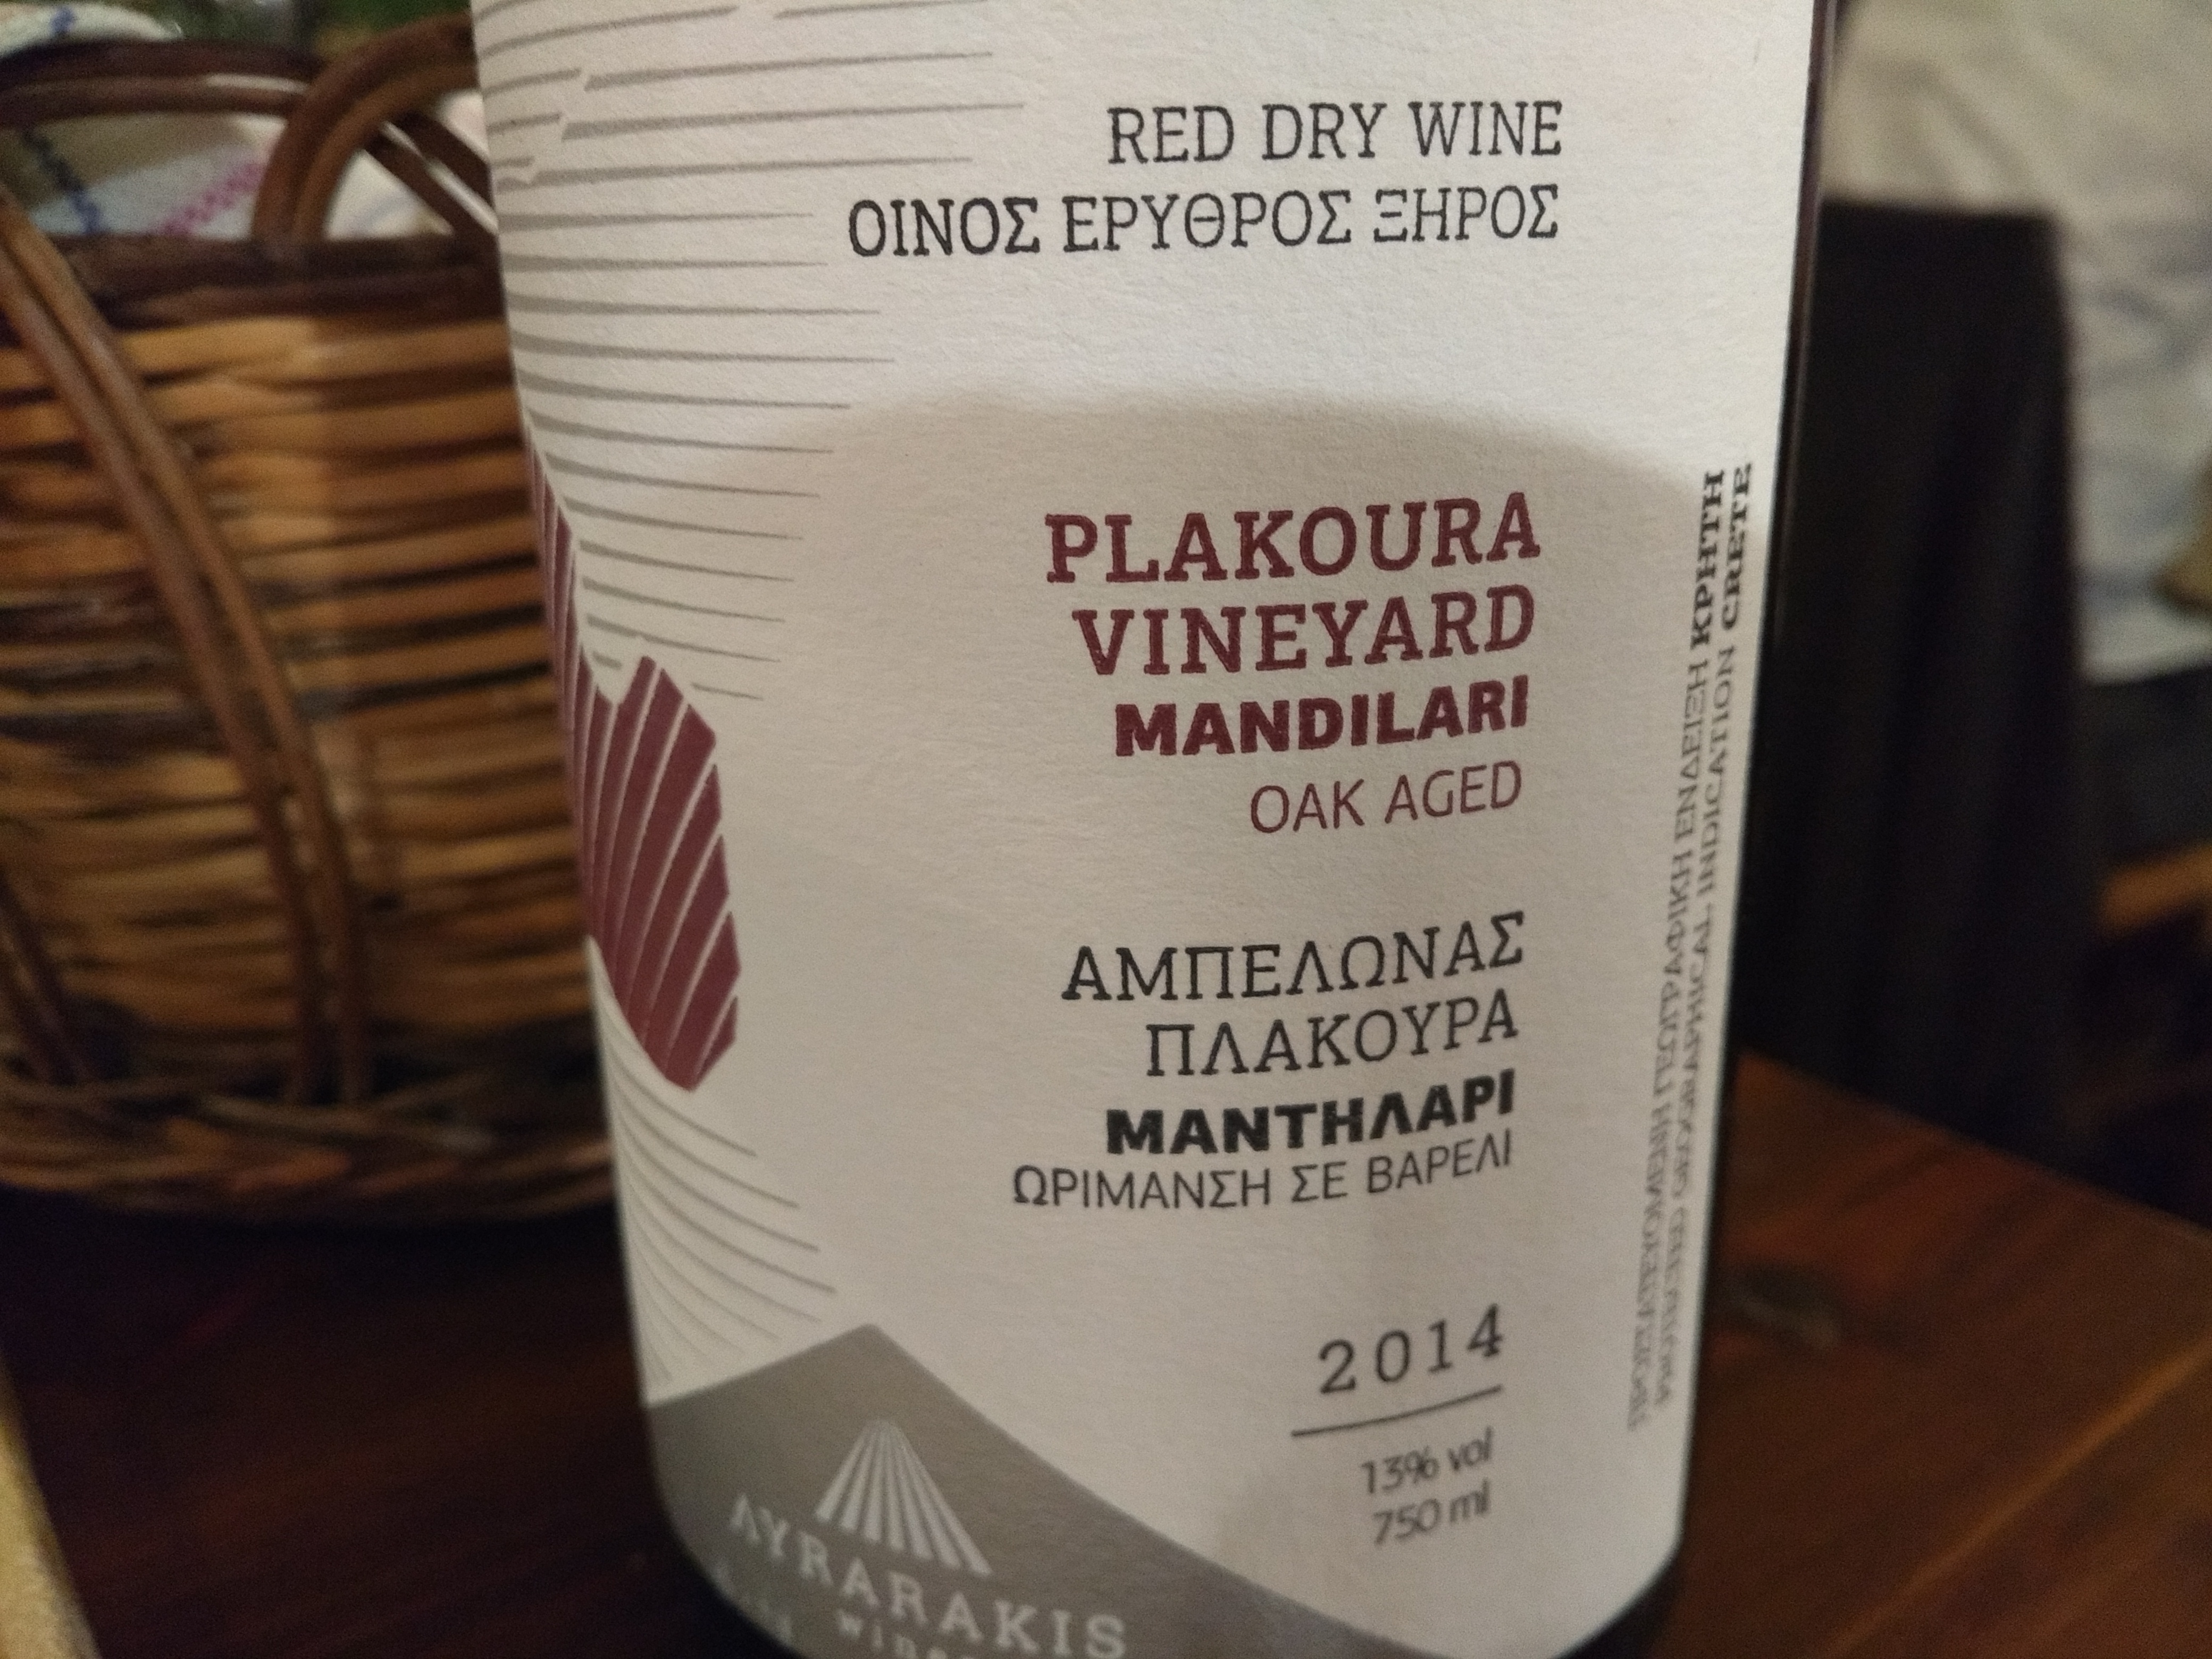 RED DRY WINE
ΟΙΝΟΣ ΕΡΥΘΡΟΣ ΞΗΡΟΣ
PLAKOURA
VINEYARD
MANDILARI
OAK AGED
ΑΜΠΕΛΩΝΑΣ
ΠΛΑΚΟΥΡΑ
ΜΑΝΤΗΛΑΡΙ
ΩΡΙΜΑΝΣΗ ΣΕ ΒΑΡΕΛΙ
2014
13% vol
750 ml
ΠΡΟΣΤΑΤΕΥΟΜΕΝΗ ΓΕΩΓΡΑΦΙΚΗ ΕΝΔΕΙΞΗ ΚΡΗΤΗ
PROTECTED GEOGRAPHICAL INDICATION CRETE
LYRARAKIS